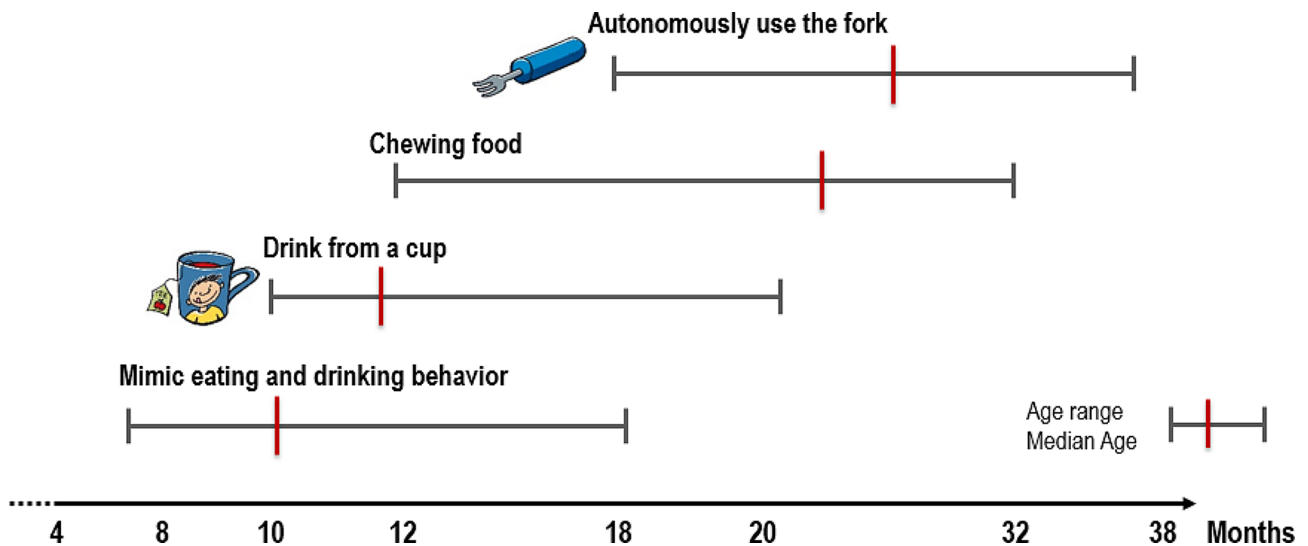 Autonomously use the fork
Chewing food
Drink from a cup
Mimic eating and drinking behavior
Age range
Median Age
4 8 10 12 18 20 32 38 Months